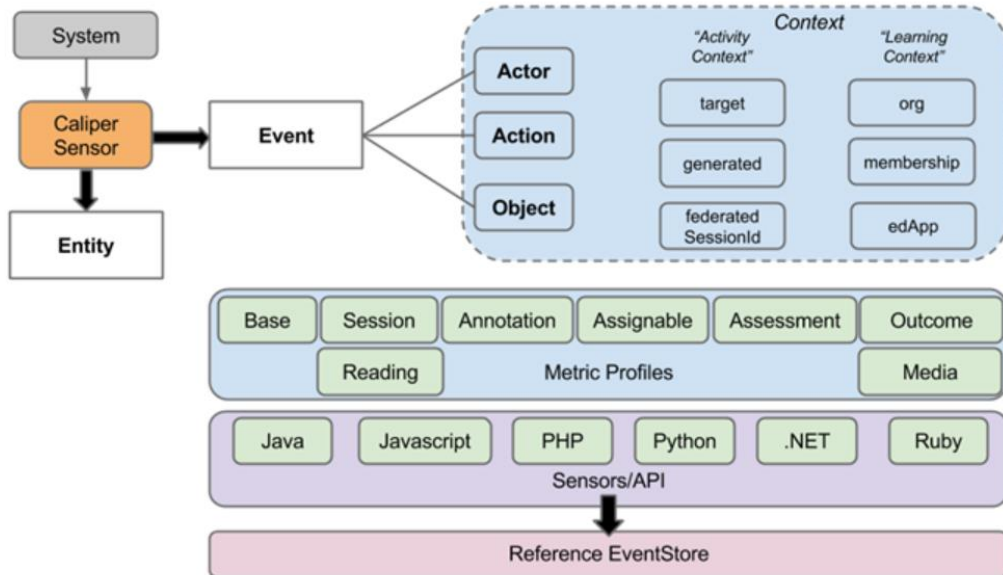 System
Caliper
Sensor
Event
Entity
Context
Actor
Action
Object
“Activity
Context”
target
generated
federated
SessionId
“Learning
Context”
org
membership
edApp
Base
Session
Annotation
Assignable
Assessment
Outcome
Reading
Metric Profiles
Media
Java
Javascript
PHP
Python
.NET
Ruby
Sensors/API
Reference EventStore